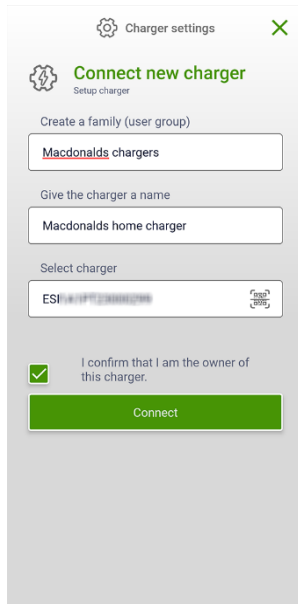 Charger settings
Connect new charger
Setup charger
Create a family (user group)
Macdonalds chargers
Give the charger a name
Macdonalds home charger
Select charger
ESI
I confirm that I am the owner of
this charger.
Connect